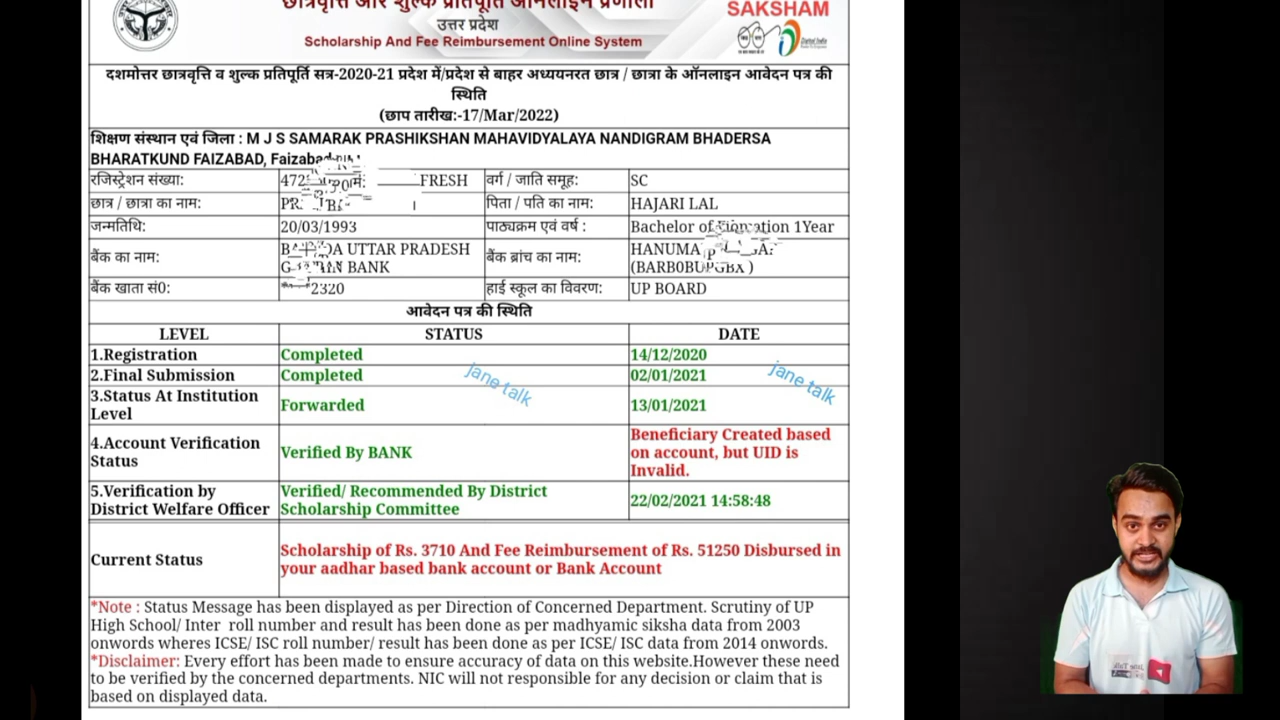 छात्रवृत्ति और शुल्क प्रतिपूर्ति ऑनलाइन प्रणाली
उत्तर प्रदेश
Scholarship And Fee Reimbursement Online System
SAKSHAM
दशमोत्तर छात्रवृत्ति व शुल्क प्रतिपूर्ति सत्र-2020-21 प्रदेश में/प्रदेश से बाहर अध्ययनरत छात्र / छात्रा के ऑनलाइन आवेदन पत्र की
स्थिति
(छाप तारीख:-17/Mar/2022)
शिक्षण संस्थान एवं जिला : M J S SAMARAK PRASHIKSHAN MAHAVIDYALAYA NANDIGRAM BHADERSA
BHARATKUND FAIZABAD, Faizabad
रजिस्ट्रेशन संख्या: 472 FRESH वर्ग / जाति समूह: SC
छात्र / छात्रा का नाम: पिता / पति का नाम: HAJARI LAL
जन्मतिथि: 20/03/1993 पाठ्यक्रम एवं वर्ष : Bachelor of 1Year
बैंक का नाम: UTTAR PRADESH
BANK बैंक ब्रांच का नाम:
बैंक खाता सं0: 2320 हाई स्कूल का विवरण: UP BOARD
आवेदन पत्र की स्थिति
LEVEL STATUS DATE
1.Registration Completed 14/12/2020
2.Final Submission Completed 02/01/2021
3.Status At Institution
Level Forwarded 13/01/2021
4.Account Verification
Status Verified By BANK Beneficiary Created based
on account, but UID is
Invalid.
5.Verification by
District Welfare Officer Verified/ Recommended By District
Scholarship Committee 22/02/2021 14:58:48
jane talk
jane talk
Current Status Scholarship of Rs. 3710 And Fee Reimbursement of Rs. 51250 Disbursed in
your aadhar based bank account or Bank Account
*Note : Status Message has been displayed as per Direction of Concerned Department. Scrutiny of UP
High School/ Inter roll number and result has been done as per madhyamic siksha data from 2003
onwords wheres ICSE/ ISC roll number/ result has been done as per ICSE/ ISC data from 2014 onwords.
*Disclaimer: Every effort has been made to ensure accuracy of data on this website.However these need
to be verified by the concerned departments. NIC will not responsible for any decision or claim that is
based on displayed data.